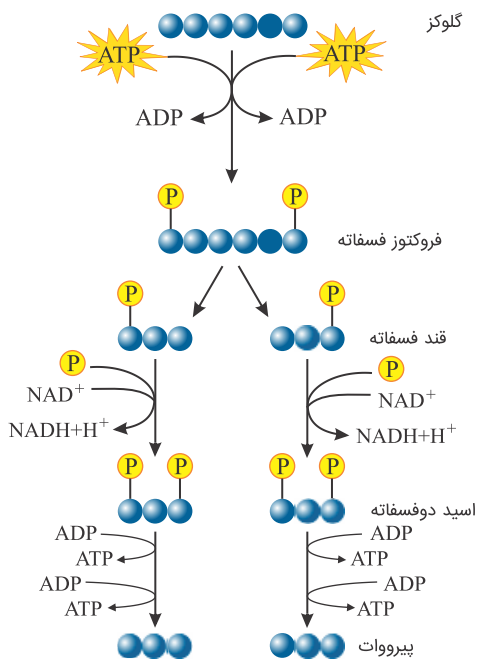 گلوکز
ATP ATP
ADP ADP
P P
فروکتوز فسفاته
P P
قند فسفاته
P P
NAD⁺ NAD⁺
NADH+H⁺ NADH+H⁺
P P P P
اسید دوفسفاته
ADP ADP
ATP ATP
ADP ADP
ATP ATP
پیرووات